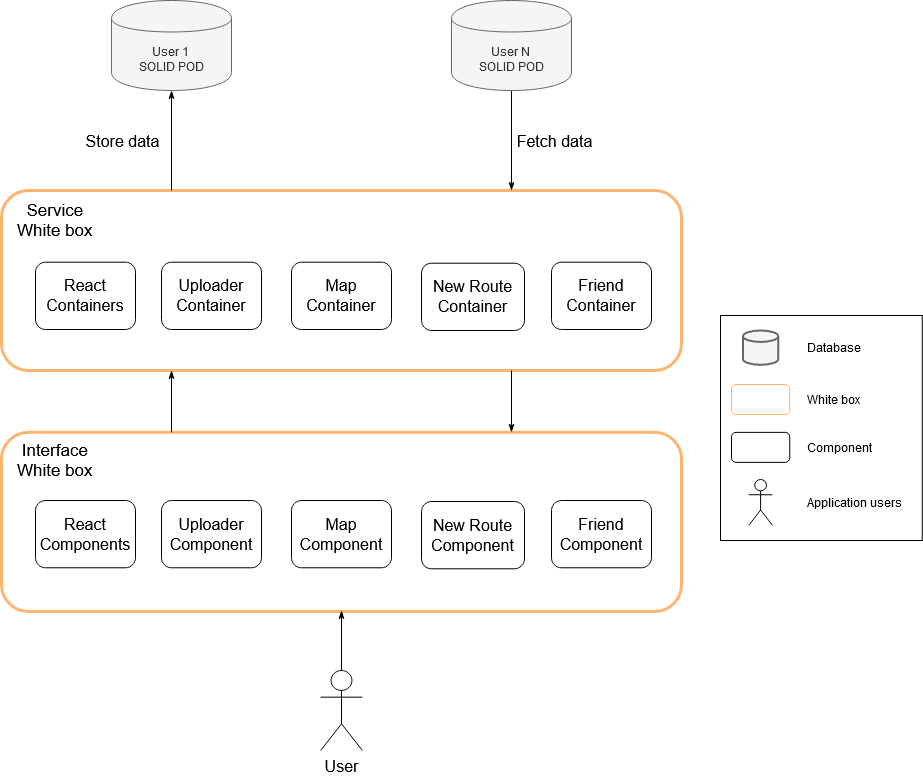 User 1
SOLID POD
User N
SOLID POD
Store data
Fetch data
Service
White box
React
Containers
Uploader
Container
Map
Container
New Route
Container
Friend
Container
Interface
White box
React
Components
Uploader
Component
Map
Component
New Route
Component
Friend
Component
User
Database
White box
Component
Application users